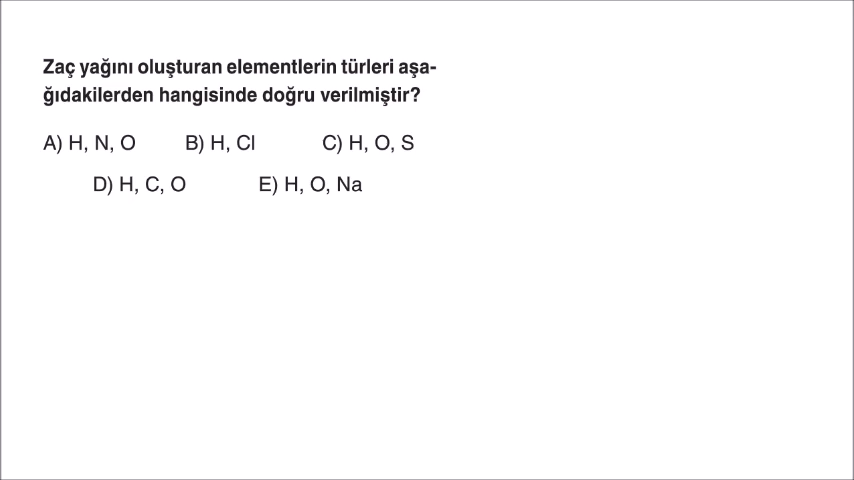 Zaç yağını oluşturan elementlerin türleri aşa-
ğıdakilerden hangisinde doğru verilmiştir?
A) H, N, O B) H, Cl C) H, O, S
D) H, C, O E) H, O, Na